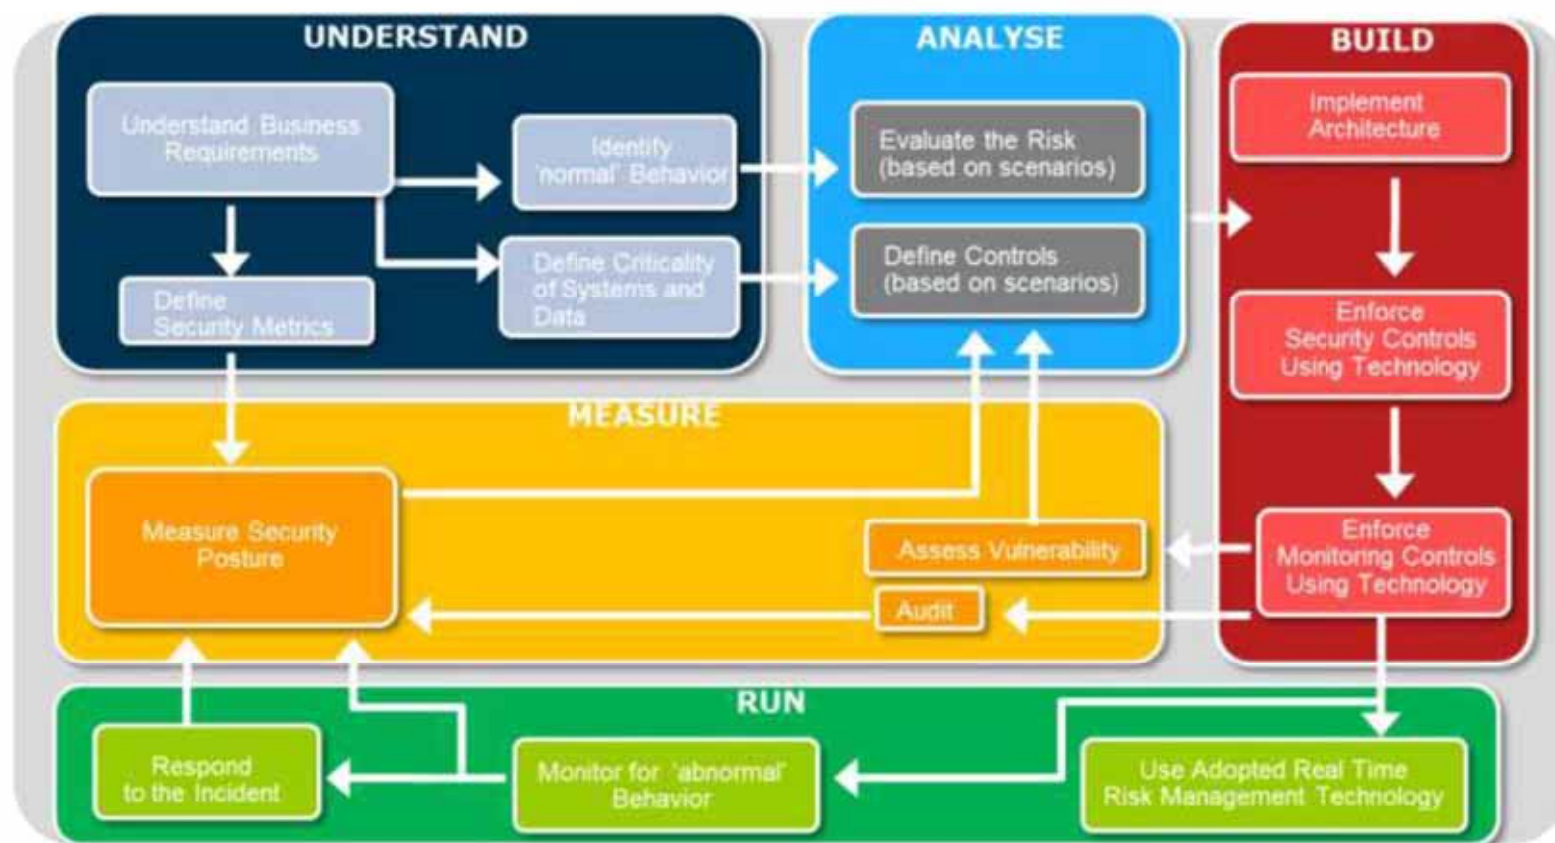 UNDERSTAND
Understand Business
Requirements
Identify
'normal' Behavior
Define Criticality
of Systems and
Data
Define
Security Metrics
ANALYSE
Evaluate the Risk
(based on scenarios)
Define Controls
(based on scenarios)
BUILD
Implement
Architecture
Enforce
Security Controls
Using Technology
Enforce
Monitoring Controls
Using Technology
MEASURE
Measure Security
Posture
Assess Vulnerability
Audit
RUN
Respond
to the Incident
Monitor for 'abnormal'
Behavior
Use Adopted Real Time
Risk Management Technology